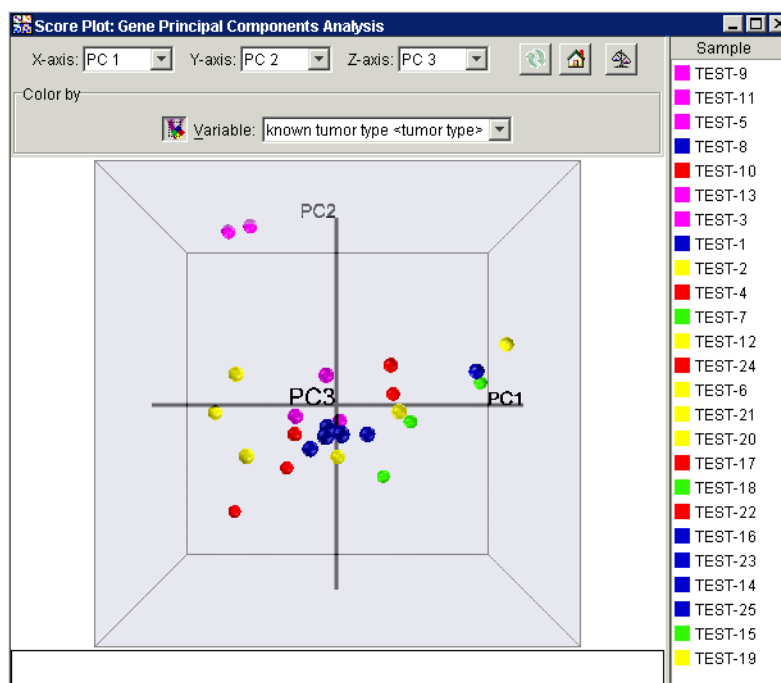 Score Plot: Gene Principal Components Analysis
X-axis: PC 1 Y-axis: PC 2 Z-axis: PC 3
Color by
Variable: known tumor type <tumor type>
PC2
PC3
PC1
Sample
TEST-9
TEST-11
TEST-5
TEST-8
TEST-10
TEST-13
TEST-3
TEST-1
TEST-2
TEST-4
TEST-7
TEST-12
TEST-24
TEST-6
TEST-21
TEST-20
TEST-17
TEST-18
TEST-22
TEST-16
TEST-23
TEST-14
TEST-25
TEST-15
TEST-19